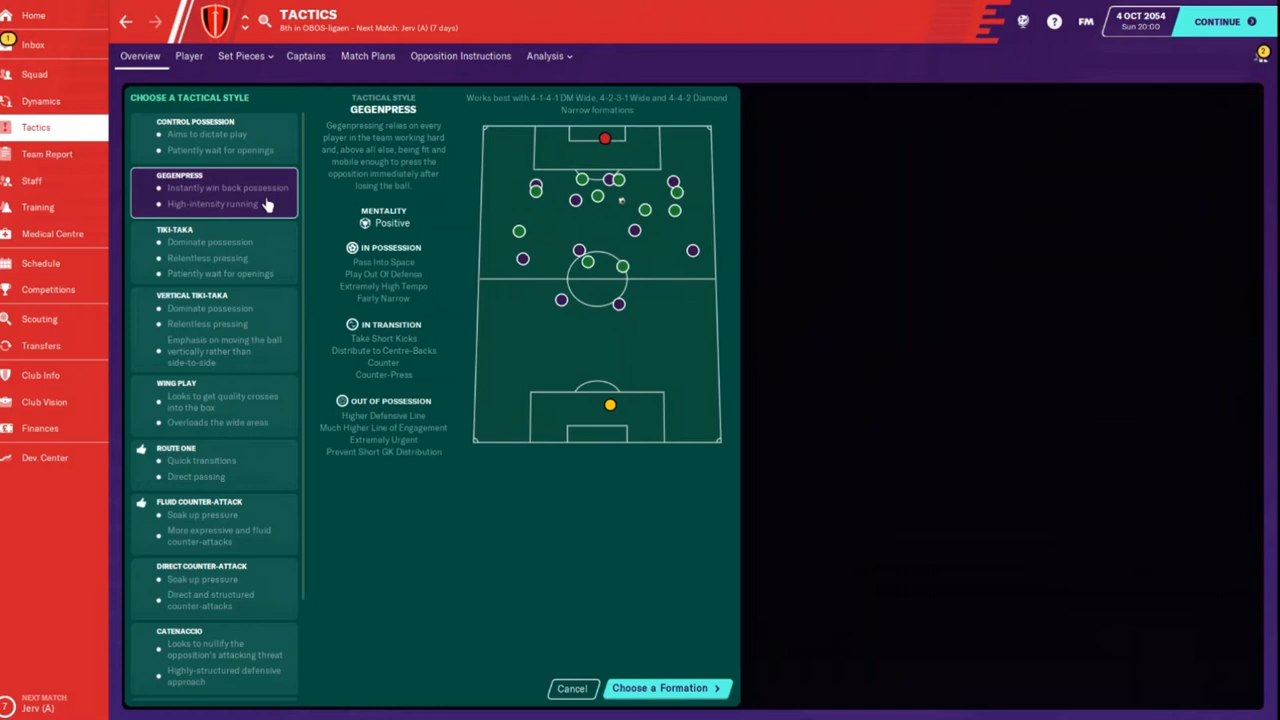 TACTICS
8th in OBOS-ligaen - Next Match: Jerv (A) (7 days)
FM
4 OCT 2054
Sun 20:00
CONTINUE
Home
1
Inbox
Squad
Dynamics
Tactics
Team Report
Staff
Training
Medical Centre
Schedule
Competitions
Scouting
Transfers
Club Info
Club Vision
Finances
Dev. Center
7
NEXT MATCH
Jerv (A)
Overview
Player
Set Pieces
Captains
Match Plans
Opposition Instructions
Analysis
2
CHOOSE A TACTICAL STYLE
CONTROL POSSESSION
Aims to dictate play
Patiently wait for openings
GEGENPRESS
Instantly win back possession
High-intensity running
TIKI-TAKA
Dominate possession
Relentless pressing
Patiently wait for openings
VERTICAL TIKI-TAKA
Dominate possession
Relentless pressing
Emphasis on moving the ball
vertically rather than
side-to-side
WING PLAY
Looks to get quality crosses
into the box
Overloads the wide areas
ROUTE ONE
Quick transitions
Direct passing
FLUID COUNTER-ATTACK
Soak up pressure
More expressive and fluid
counter-attacks
DIRECT COUNTER-ATTACK
Soak up pressure
Direct and structured
counter-attacks
CATENACCIO
Looks to nullify the
opposition's attacking threat
Highly-structured defensive
approach
TACTICAL STYLE
GEGENPRESS
Gegenpressing relies on every
player in the team working hard
and, above all else, being fit and
mobile enough to press the
opposition immediately after
losing the ball.
MENTALITY
Positive
IN POSSESSION
Pass Into Space
Play Out Of Defense
Extremely High Tempo
Fairly Narrow
IN TRANSITION
Take Short Kicks
Distribute to Centre-Backs
Counter
Counter-Press
OUT OF POSSESSION
Higher Defensive Line
Much Higher Line of Engagement
Extremely Urgent
Prevent Short GK Distribution
Works best with 4-1-4-1 DM Wide, 4-2-3-1 Wide and 4-4-2 Diamond
Narrow formations
Cancel
Choose a Formation